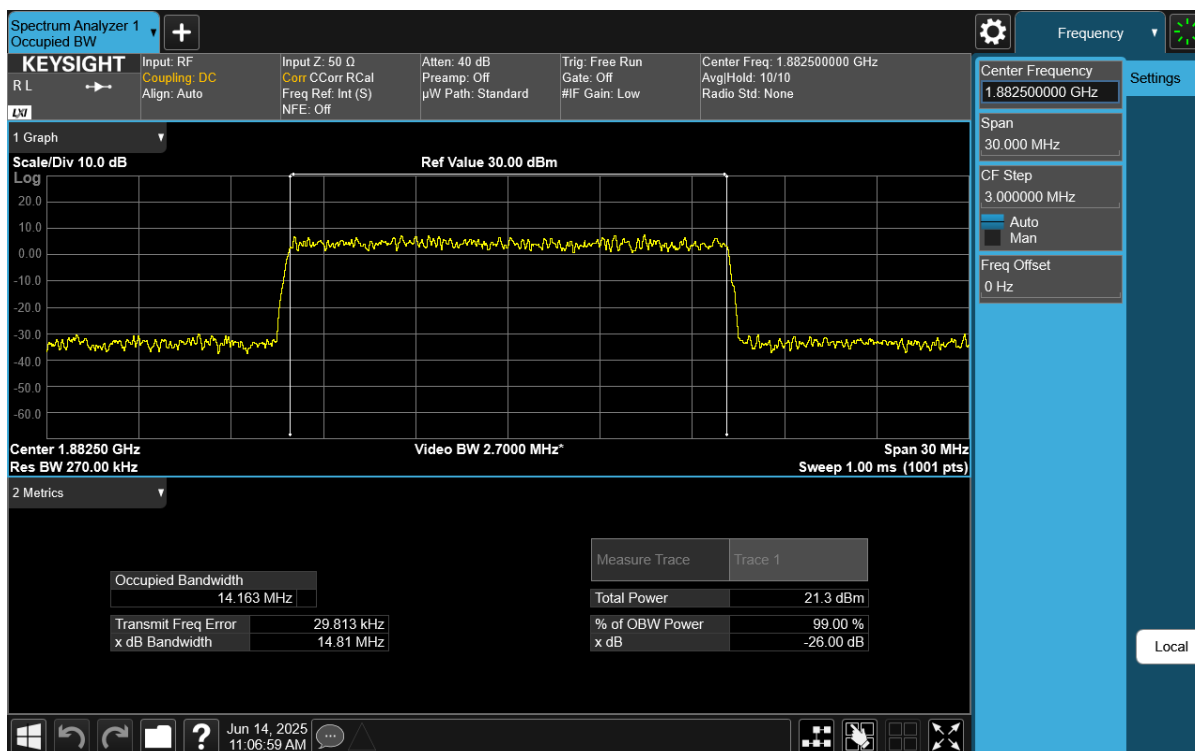 Spectrum Analyzer 1
Occupied BW
▼
+
Frequency
▼
KEYSIGHT
R L
LXI
Input: RF
Coupling: DC
Align: Auto
Input Z: 50 Ω
Corr CCorr RCal
Freq Ref: Int (S)
NFE: Off
Atten: 40 dB
Preamp: Off
µW Path: Standard
Trig: Free Run
Gate: Off
#IF Gain: Low
Center Freq: 1.882500000 GHz
Avg|Hold: 10/10
Radio Std: None
Center Frequency
1.882500000 GHz
Settings
Span
30.000 MHz
CF Step
3.000000 MHz
Auto
Man
Freq Offset
0 Hz
Local
1 Graph ▼
Scale/Div 10.0 dB
Ref Value 30.00 dBm
Log
20.0
10.0
0.00
-10.0
-20.0
-30.0
-40.0
-50.0
-60.0
Center 1.88250 GHz
Video BW 2.7000 MHz*
Span 30 MHz
Res BW 270.00 kHz
Sweep 1.00 ms (1001 pts)
2 Metrics ▼
Measure Trace Trace 1
Occupied Bandwidth
14.163 MHz
Total Power 21.3 dBm
Transmit Freq Error 29.813 kHz
% of OBW Power 99.00 %
x dB Bandwidth 14.81 MHz
x dB -26.00 dB
?
Jun 14, 2025
11:06:59 AM
...